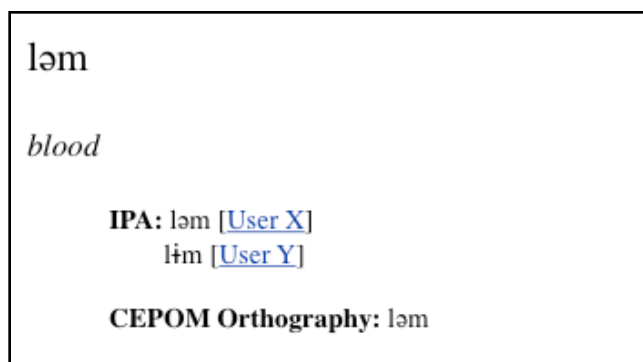 ləm
blood
IPA: ləm [User X]
lɨm [User Y]
CEPOM Orthography: ləm